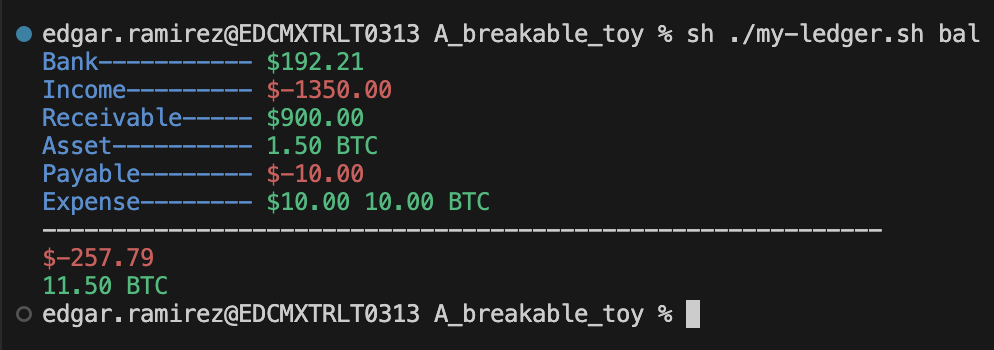 edgar.ramirez@EDCMXTRLT0313 A_breakable_toy % sh ./my-ledger.sh bal
Bank----------- $192.21
Income--------- $-1350.00
Receivable----- $900.00
Asset---------- 1.50 BTC
Payable-------- $-10.00
Expense-------- $10.00 10.00 BTC
------------------------------------------------------------
$-257.79
11.50 BTC
edgar.ramirez@EDCMXTRLT0313 A_breakable_toy %